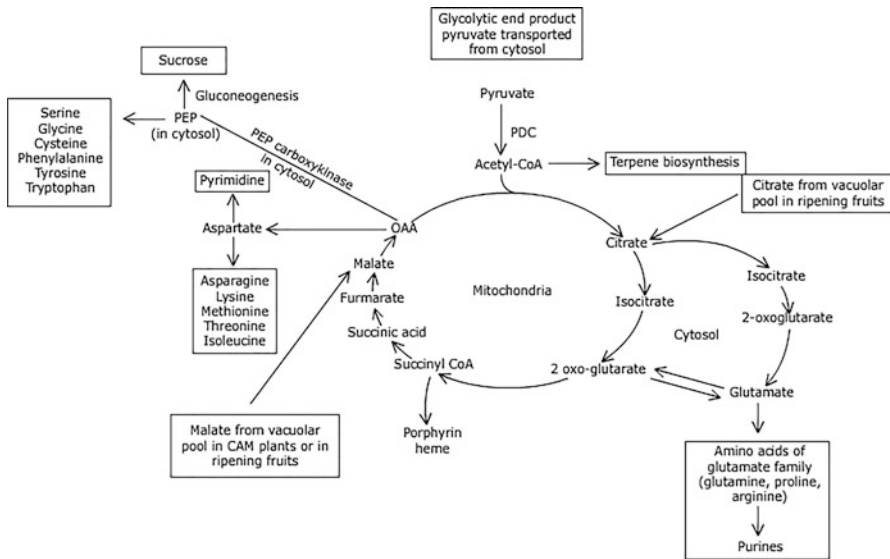 Glycolytic end product
pyruvate transported
from cytosol
Sucrose
Gluconeogenesis
PEP
(in cytosol)
Serine
Glycine
Cysteine
Phenylalanine
Tyrosine
Tryptophan
PEP carboxykinase
in cytosol
Pyruvate
PDC
Acetyl-CoA
Terpene biosynthesis
Citrate from vacuolar
pool in ripening fruits
Pyrimidine
Aspartate
OAA
Citrate
Asparagine
Lysine
Methionine
Threonine
Isoleucine
Malate
Furmarate
Succinic acid
Succinyl CoA
Mitochondria
Isocitrate
Isocitrate
2-oxoglutarate
Cytosol
2 oxo-glutarate
Glutamate
Malate from vacuolar
pool in CAM plants or in
ripening fruits
Porphyrin
heme
Amino acids of
glutamate family
(glutamine, proline,
arginine)
Purines